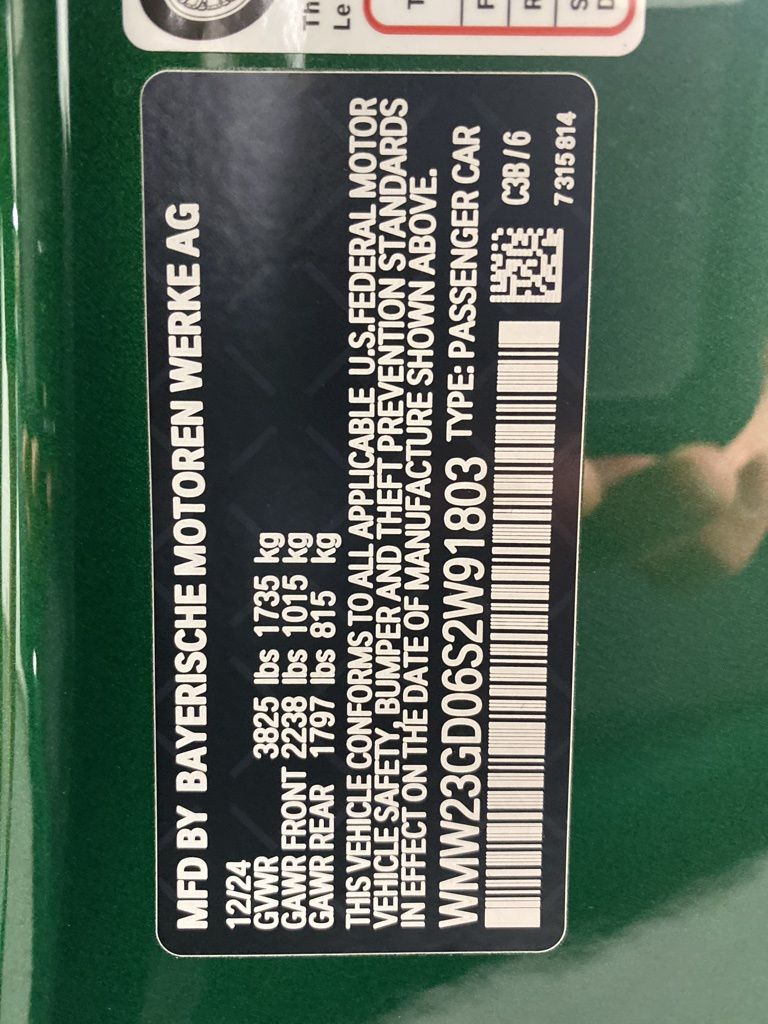 Th
Le
MFD BY BAYERISCHE MOTOREN WERKE AG
12/24
GVWR 3825 lbs 1735 kg
GAWR FRONT 2238 lbs 1015 kg
GAWR REAR 1797 lbs 815 kg
THIS VEHICLE CONFORMS TO ALL APPLICABLE U.S.FEDERAL MOTOR
VEHICLE SAFETY, BUMPER AND THEFT PREVENTION STANDARDS
IN EFFECT ON THE DATE OF MANUFACTURE SHOWN ABOVE.
WMW23GD06S2W91803 TYPE: PASSENGER CAR
C3B/6
7315814